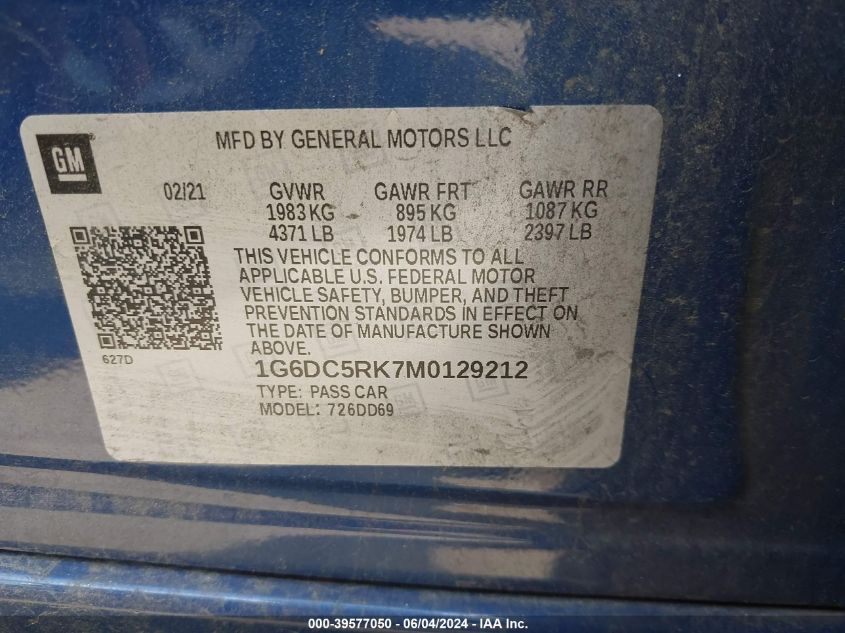 GM
MFD BY GENERAL MOTORS LLC
02/21 GVWR GAWR FRT GAWR RR
1983 KG 895 KG 1087 KG
4371 LB 1974 LB 2397 LB
THIS VEHICLE CONFORMS TO ALL
APPLICABLE U.S. FEDERAL MOTOR
VEHICLE SAFETY, BUMPER, AND THEFT
PREVENTION STANDARDS IN EFFECT ON
THE DATE OF MANUFACTURE SHOWN
ABOVE.
627D
1G6DC5RK7M0129212
TYPE: PASS CAR
MODEL: 726DD69
000-39577050 - 06/04/2024 - IAA Inc.